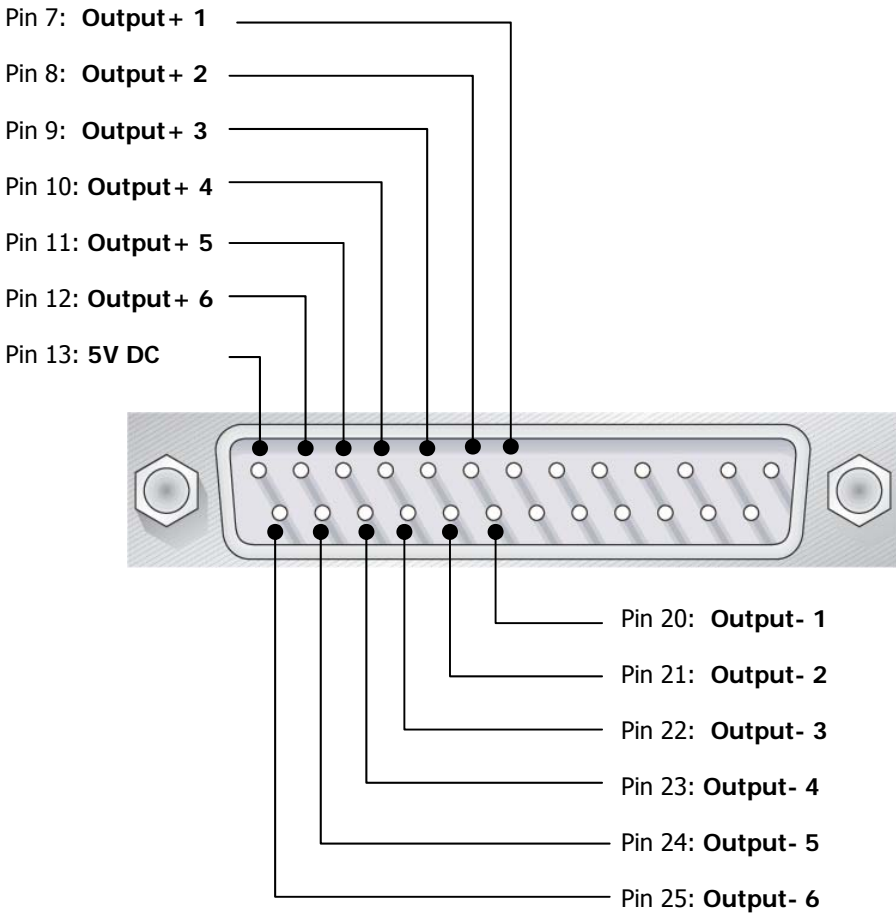 Pin 7: Output+ 1
Pin 8: Output+ 2
Pin 9: Output+ 3
Pin 10: Output+ 4
Pin 11: Output+ 5
Pin 12: Output+ 6
Pin 13: 5V DC
Pin 20: Output- 1
Pin 21: Output- 2
Pin 22: Output- 3
Pin 23: Output- 4
Pin 24: Output- 5
Pin 25: Output- 6